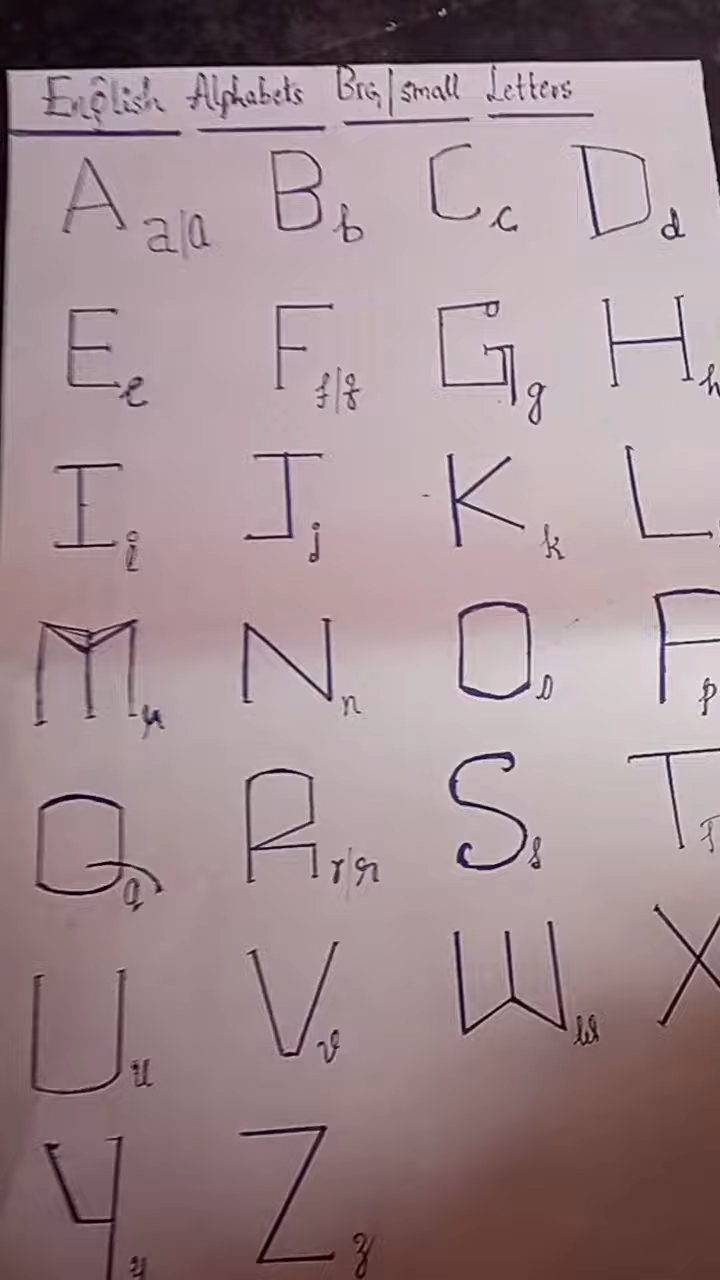 English Alphabets Big/small Letters
A a/a B b C c D d
E e F f/f G g H h
I i J j K k L
M m N n O o P p
Q q R r/r S s T t
U u V v W w X
Y y Z z